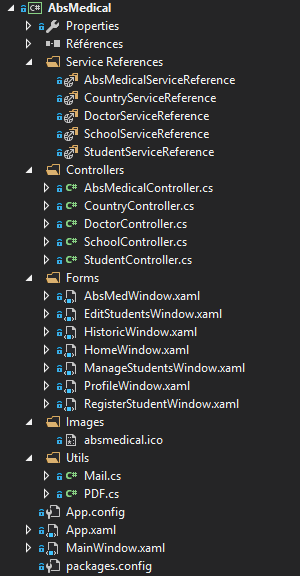 AbsMedical
Properties
Références
Service References
AbsMedicalServiceReference
CountryServiceReference
DoctorServiceReference
SchoolServiceReference
StudentServiceReference
Controllers
C# AbsMedicalController.cs
C# CountryController.cs
C# DoctorController.cs
C# SchoolController.cs
C# StudentController.cs
Forms
AbsMedWindow.xaml
EditStudentsWindow.xaml
HistoricWindow.xaml
HomeWindow.xaml
ManageStudentsWindow.xaml
ProfileWindow.xaml
RegisterStudentWindow.xaml
Images
absmedical.ico
Utils
C# Mail.cs
C# PDF.cs
App.config
App.xaml
MainWindow.xaml
packages.config